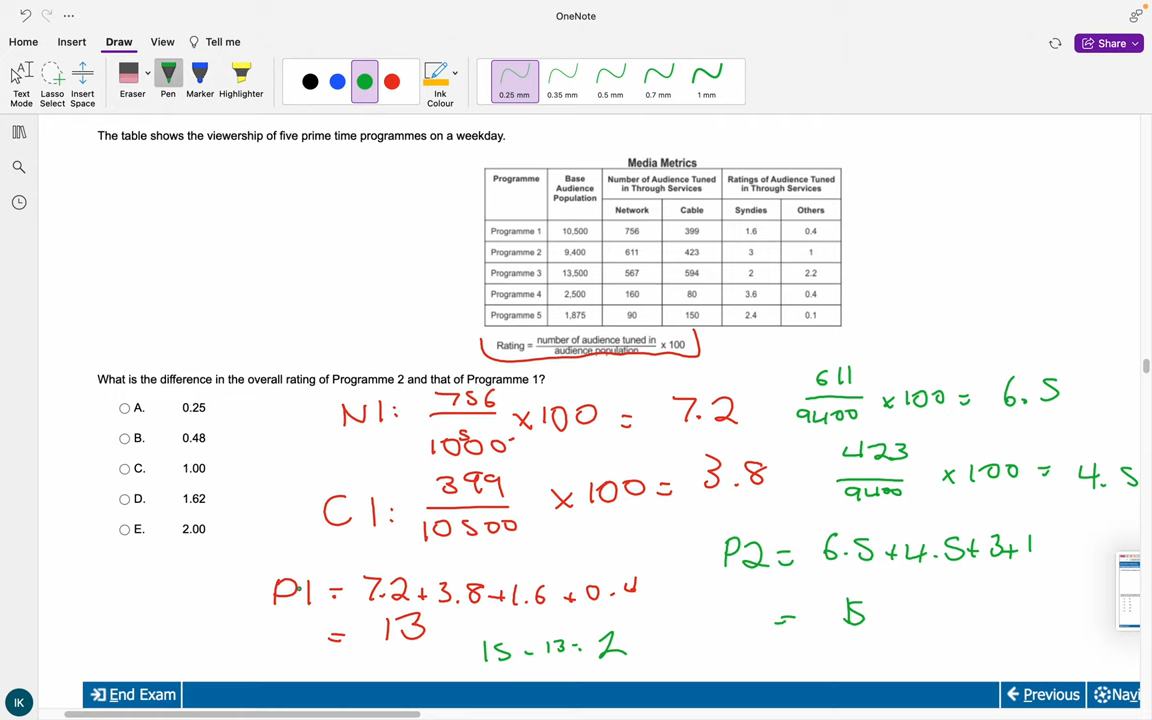 OneNote
Home Insert Draw View Tell me
Share
Text Mode
Lasso Select
Insert Space
Eraser
Pen
Marker
Highlighter
Ink Colour
0.25 mm 0.35 mm 0.5 mm 0.7 mm 1 mm
The table shows the viewership of five prime time programmes on a weekday.
Media Metrics
Programme Base Audience Population Number of Audience Tuned in Through Services Ratings of Audience Tuned in Through Services
Network Cable Syndies Others
Programme 1 10,500 756 399 1.6 0.4
Programme 2 9,400 611 423 3 1
Programme 3 13,500 567 594 2 2.2
Programme 4 2,500 160 80 3.6 0.4
Programme 5 1,875 90 150 2.4 0.1
Rating = number of audience tuned in / audience population x 100
What is the difference in the overall rating of Programme 2 and that of Programme 1?
A. 0.25
B. 0.48
C. 1.00
D. 1.62
E. 2.00
N1: 756 / 10500 x 100 = 7.2
C1: 399 / 10500 x 100 = 3.8
P1 = 7.2 + 3.8 + 1.6 + 0.4
= 13
611 / 9400 x 100 = 6.5
423 / 9400 x 100 = 4.5
P2 = 6.5 + 4.5 + 3 + 1
= 15
15 - 13 = 2
End Exam
Previous
Navi
IK